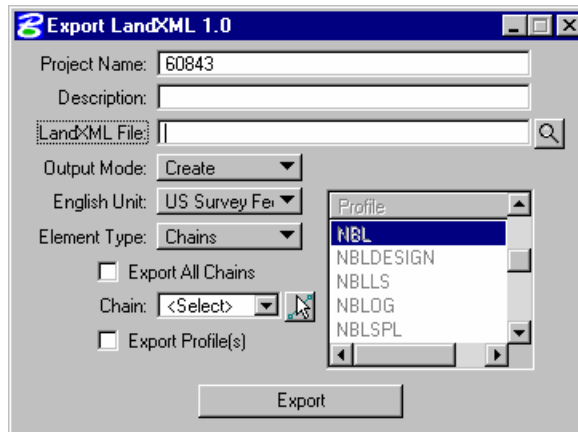 Export LandXML 1.0
Project Name: 60843
Description:
LandXML File:
Output Mode: Create
English Unit: US Survey Fe
Element Type: Chains
Export All Chains
Chain: <Select>
Export Profile(s)
Profile
NBL
NBLDESIGN
NBLLS
NBLOG
NBLSPL
Export